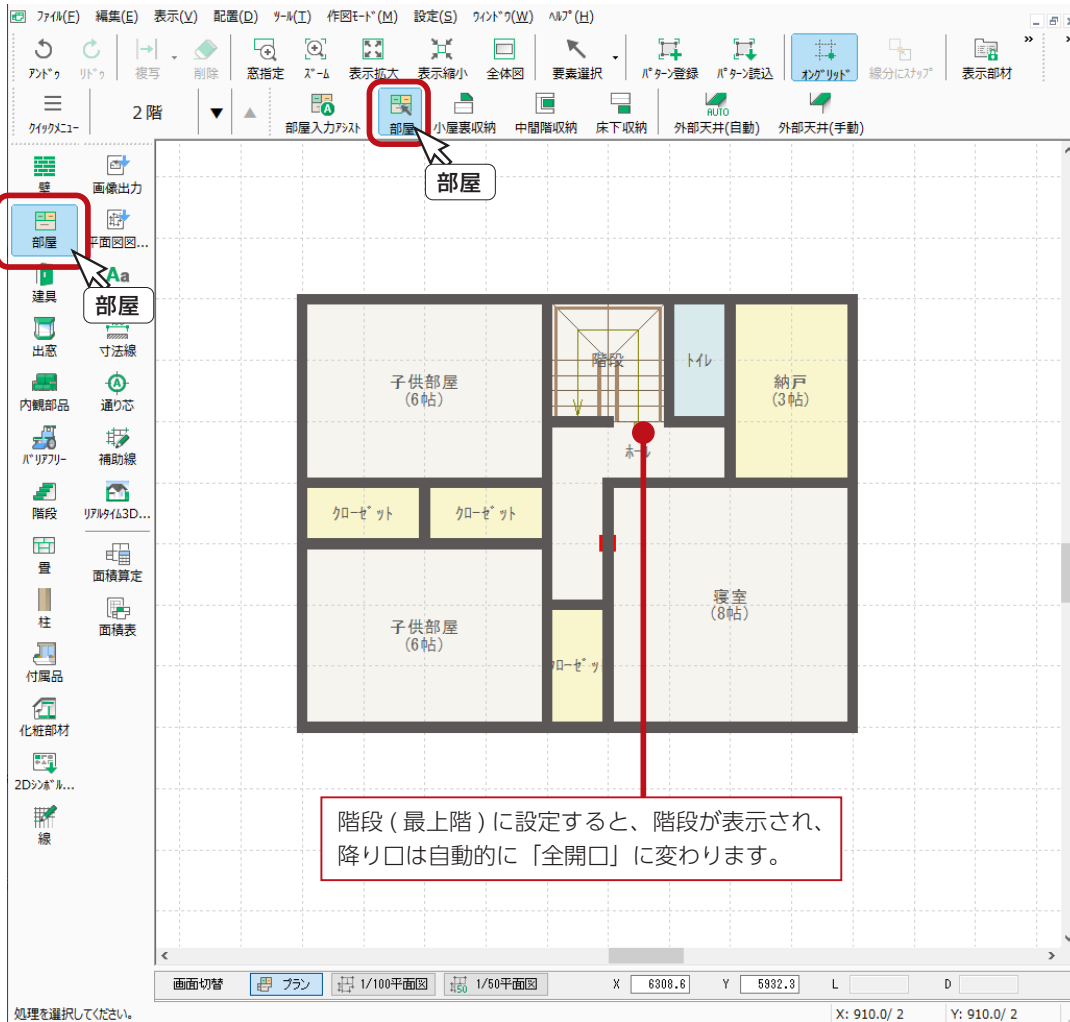 ﾌｧｲﾙ(F) 編集(E) 表示(V) 配置(D) ﾂｰﾙ(T) 作図ﾓｰﾄﾞ(M) 設定(S) ｳｨﾝﾄﾞｳ(W) ﾍﾙﾌﾟ(H)
ｱﾝﾄﾞｩ ﾘﾄﾞｩ 複写 削除 窓指定 ｽﾞｰﾑ 表示拡大 表示縮小 全体図 要素選択 ﾊﾟﾀｰﾝ登録 ﾊﾟﾀｰﾝ読込 ｵﾝｸﾞﾘｯﾄﾞ 線分にｽﾅｯﾌﾟ 表示部材
ｸｲｯｸﾒﾆｭｰ 2階 ▼ ▲ 部屋入力ｱｼｽﾄ 部屋 小屋裏収納 中間階収納 床下収納 AUTO 外部天井(自動) 外部天井(手動)
部屋
壁 画像出力
部屋 平面図図...
部屋
建具 Aa
出窓 寸法線
内観部品 通り芯
ﾊﾞﾘｱﾌﾘｰ 補助線
階段 ﾘｱﾙﾀｲﾑ3D...
畳 面積算定
柱 面積表
付属品
化粧部材
2Dｼﾝﾎﾞﾙ...
線
階段
ﾄｲﾚ
子供部屋
(6帖)
納戸
(3帖)
ﾎｰﾙ
ｸﾛｰｾﾞｯﾄ ｸﾛｰｾﾞｯﾄ
寝室
(8帖)
子供部屋
(6帖)
ｸﾛｰｾﾞｯ
階段 ( 最上階 ) に設定すると、階段が表示され、
降り口は自動的に「全開口」に変わります。
画面切替 プラン 1/100平面図 50 1/50平面図 X 6308.6 Y 5932.3 L D
処理を選択してください。 X: 910.0/ 2 Y: 910.0/ 2